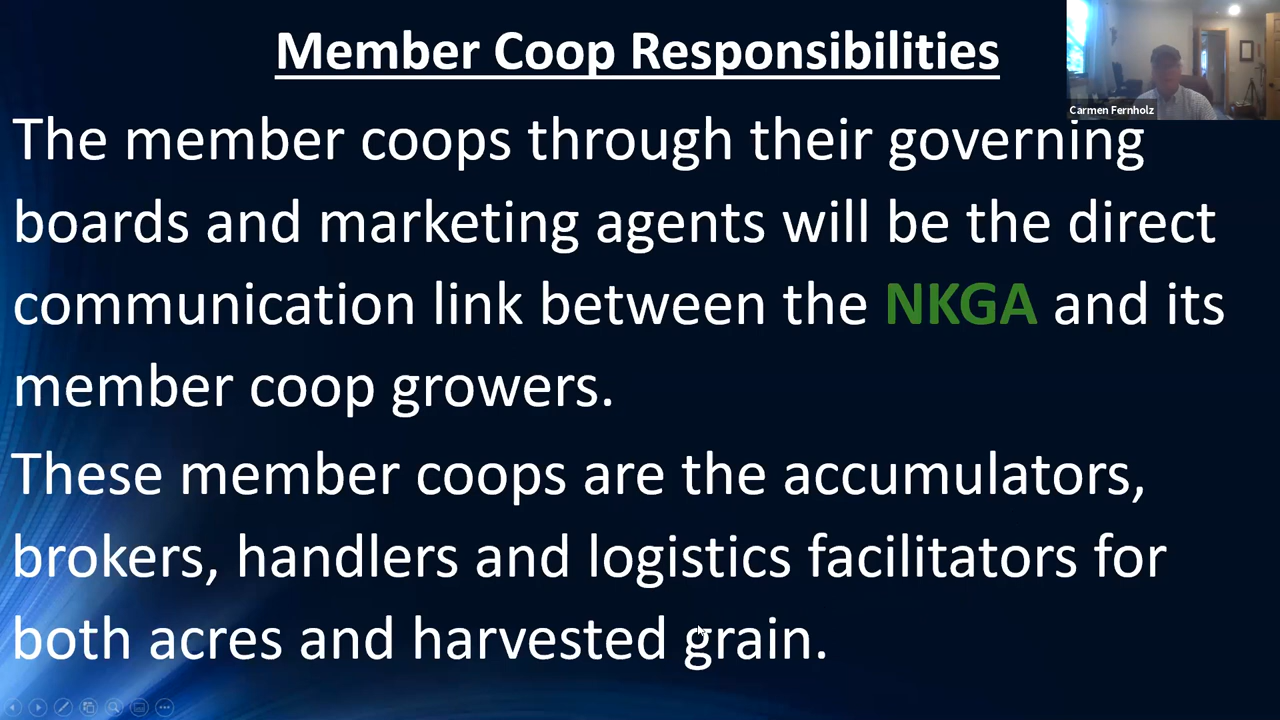 Member Coop Responsibilities
Carmen Fernholz
The member coops through their governing
boards and marketing agents will be the direct
communication link between the NKGA and its
member coop growers.
These member coops are the accumulators,
brokers, handlers and logistics facilitators for
both acres and harvested grain.